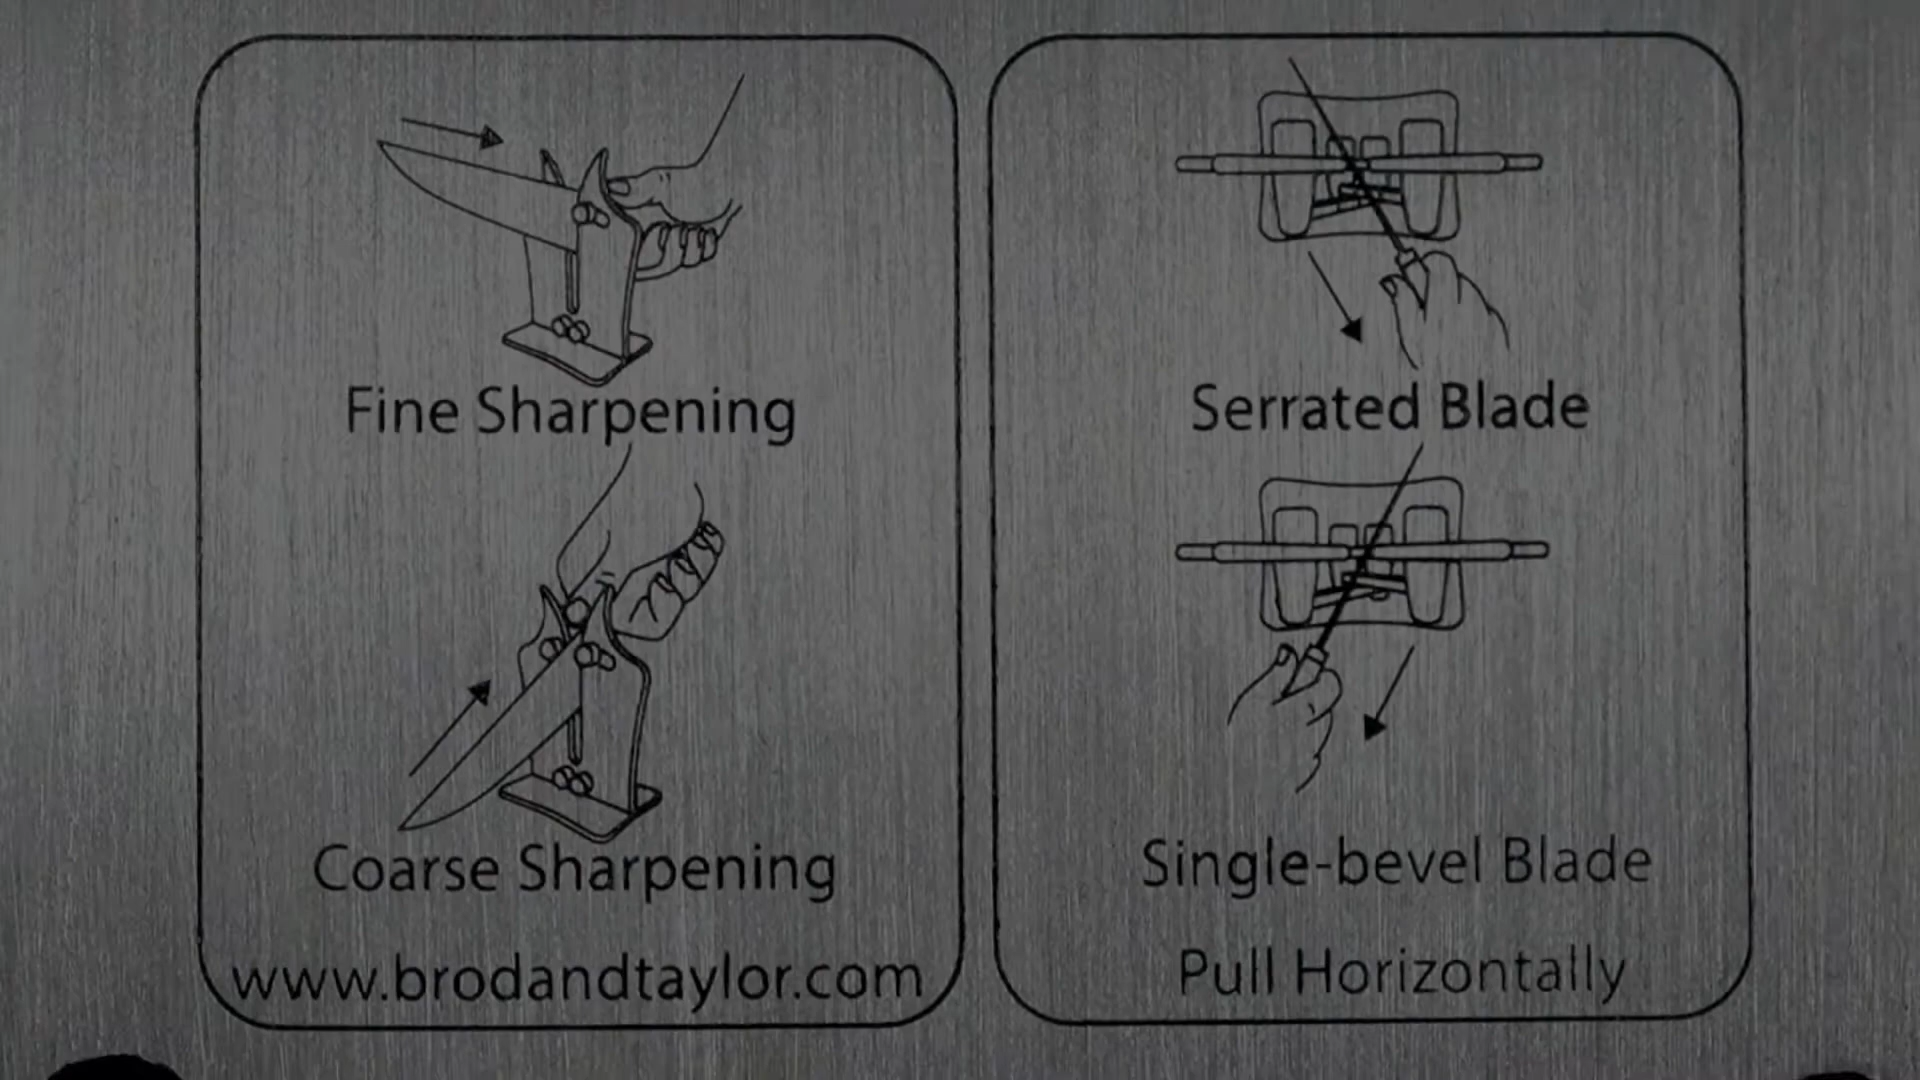 Fine Sharpening
Coarse Sharpening
www.brodandtaylor.com
Serrated Blade
Single-bevel Blade
Pull Horizontally